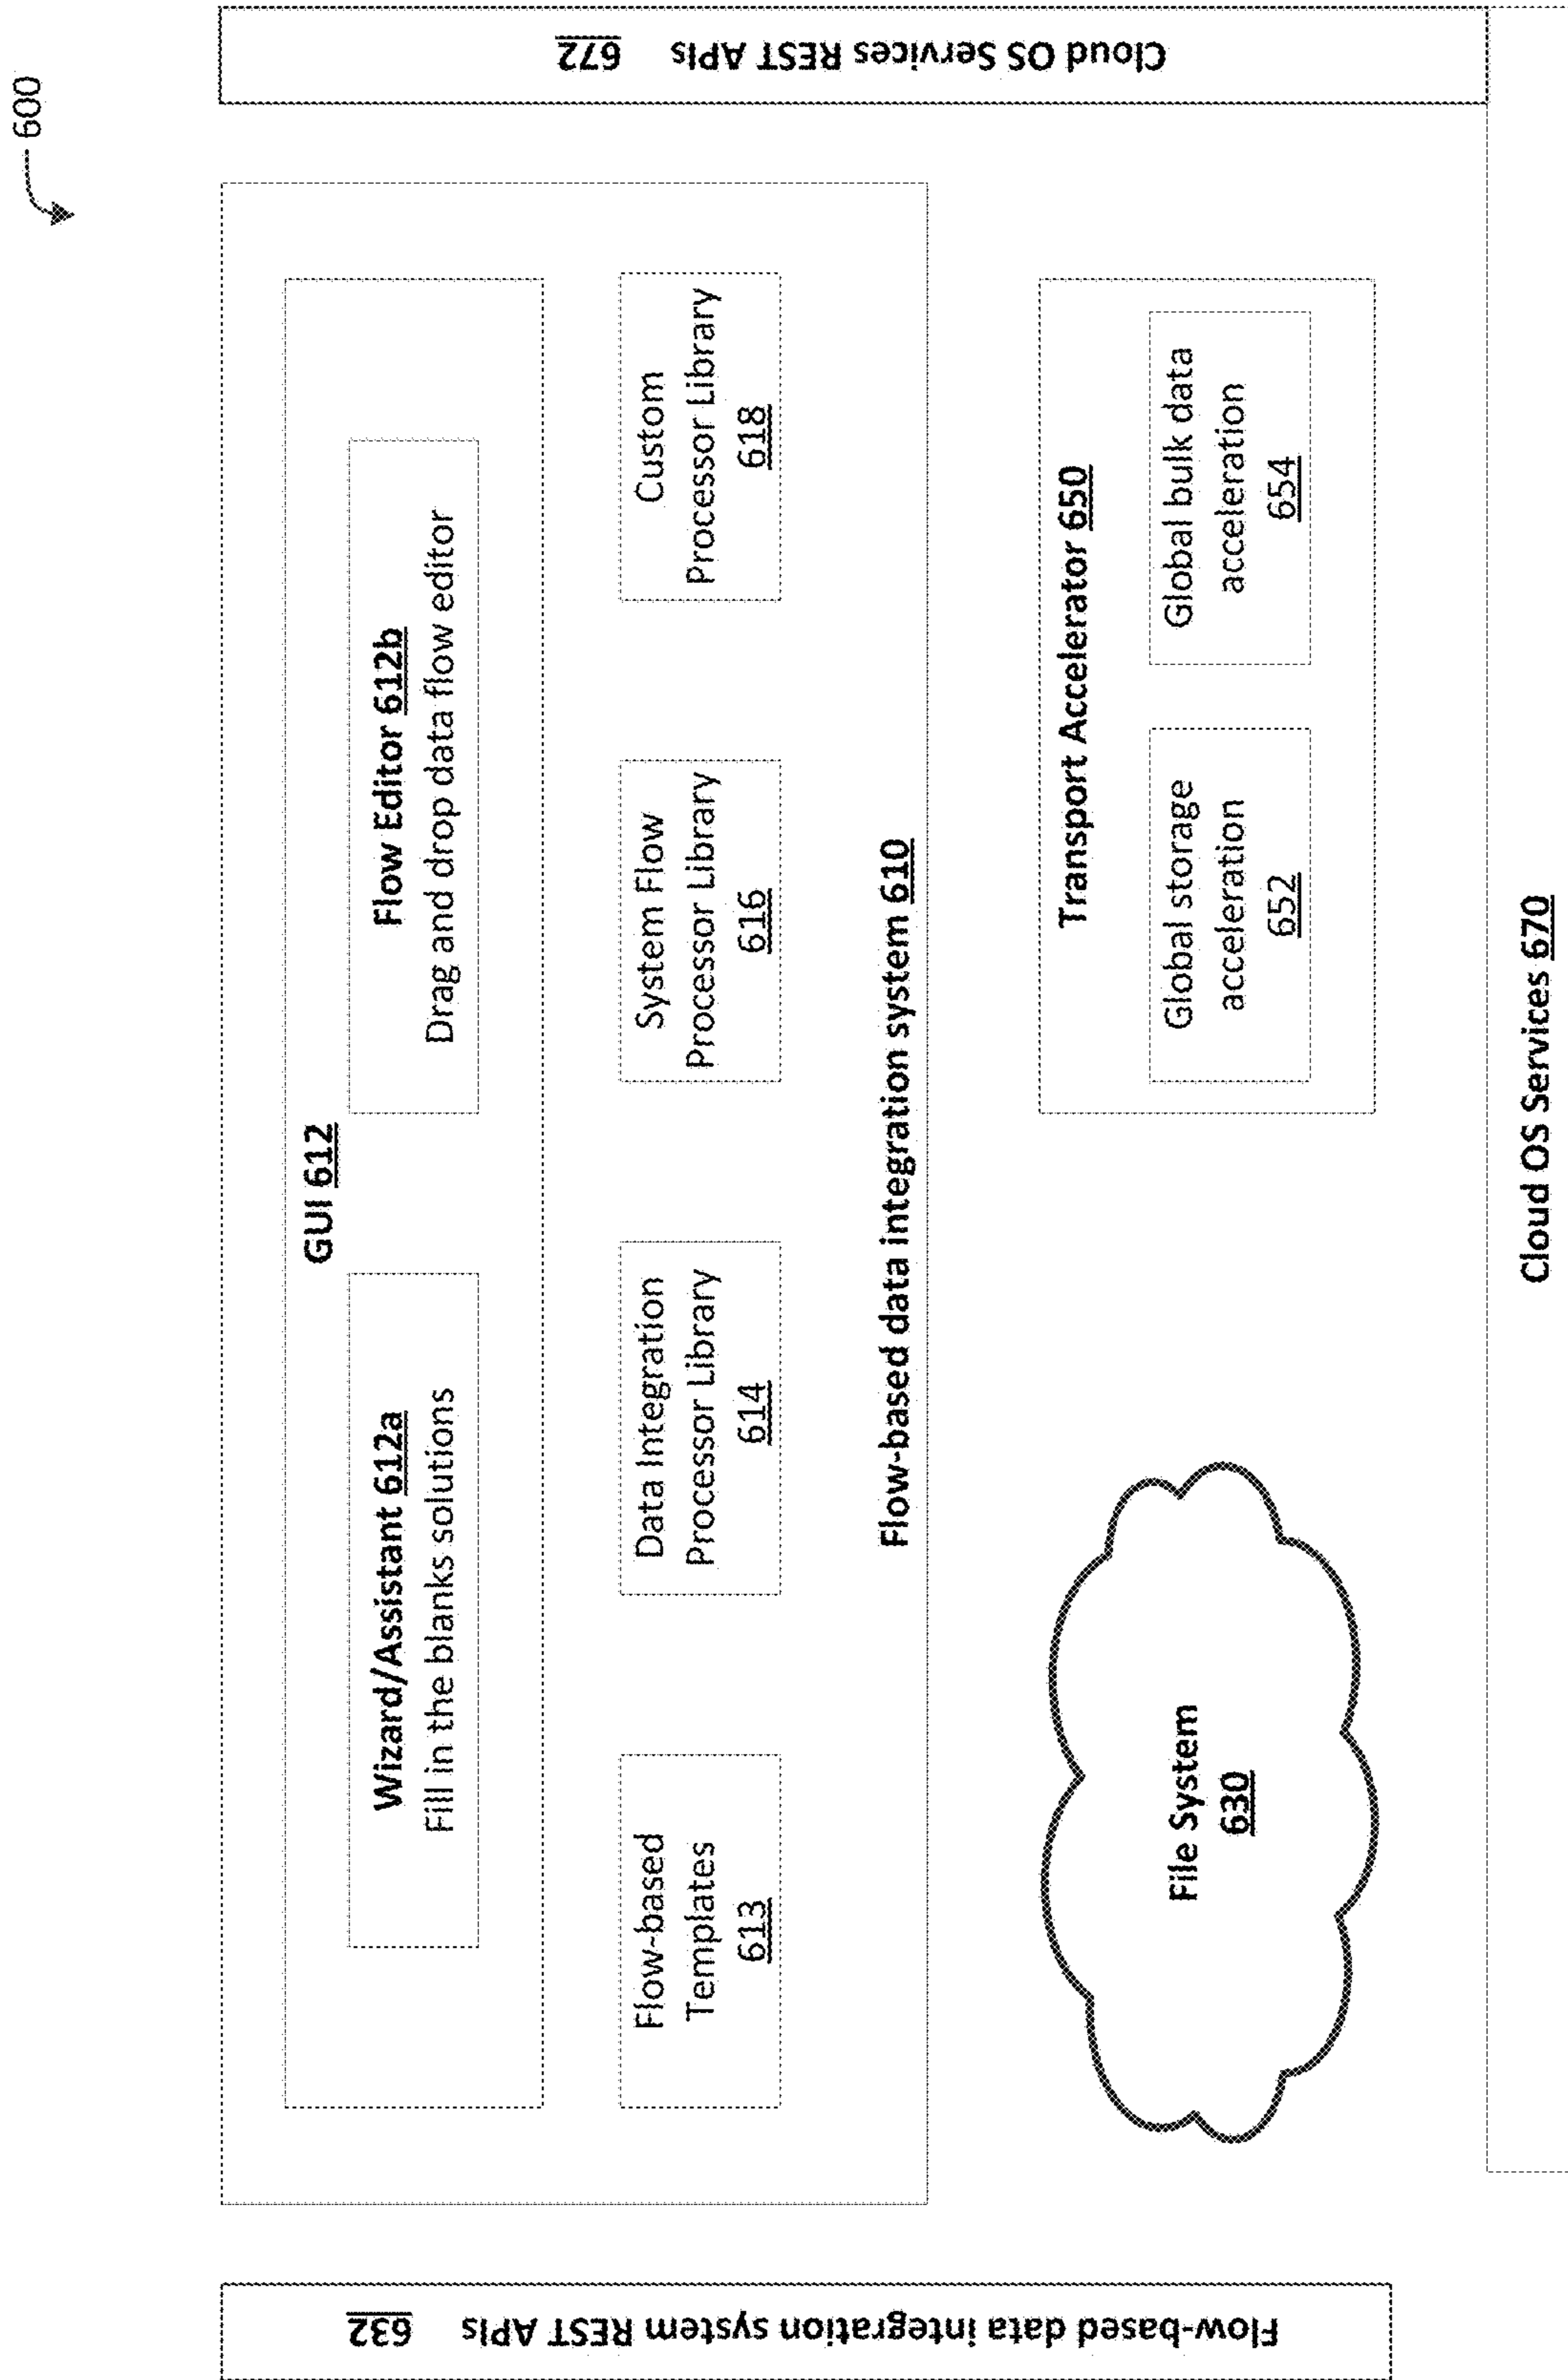 600
GUI 612
Wizard/Assistant 612a
Fill in the blanks solutions
Flow Editor 612b
Drag and drop data flow editor
Flow-based
Templates
613
Data Integration
Processor Library
614
System Flow
Processor Library
616
Custom
Processor Library
618
Flow-based data integration system 610
File System
630
Transport Accelerator 650
Global storage
acceleration
652
Global bulk data
acceleration
654
Cloud OS Services 670
Flow-based data integration system REST APIs 632
Cloud OS Services REST APIs 672